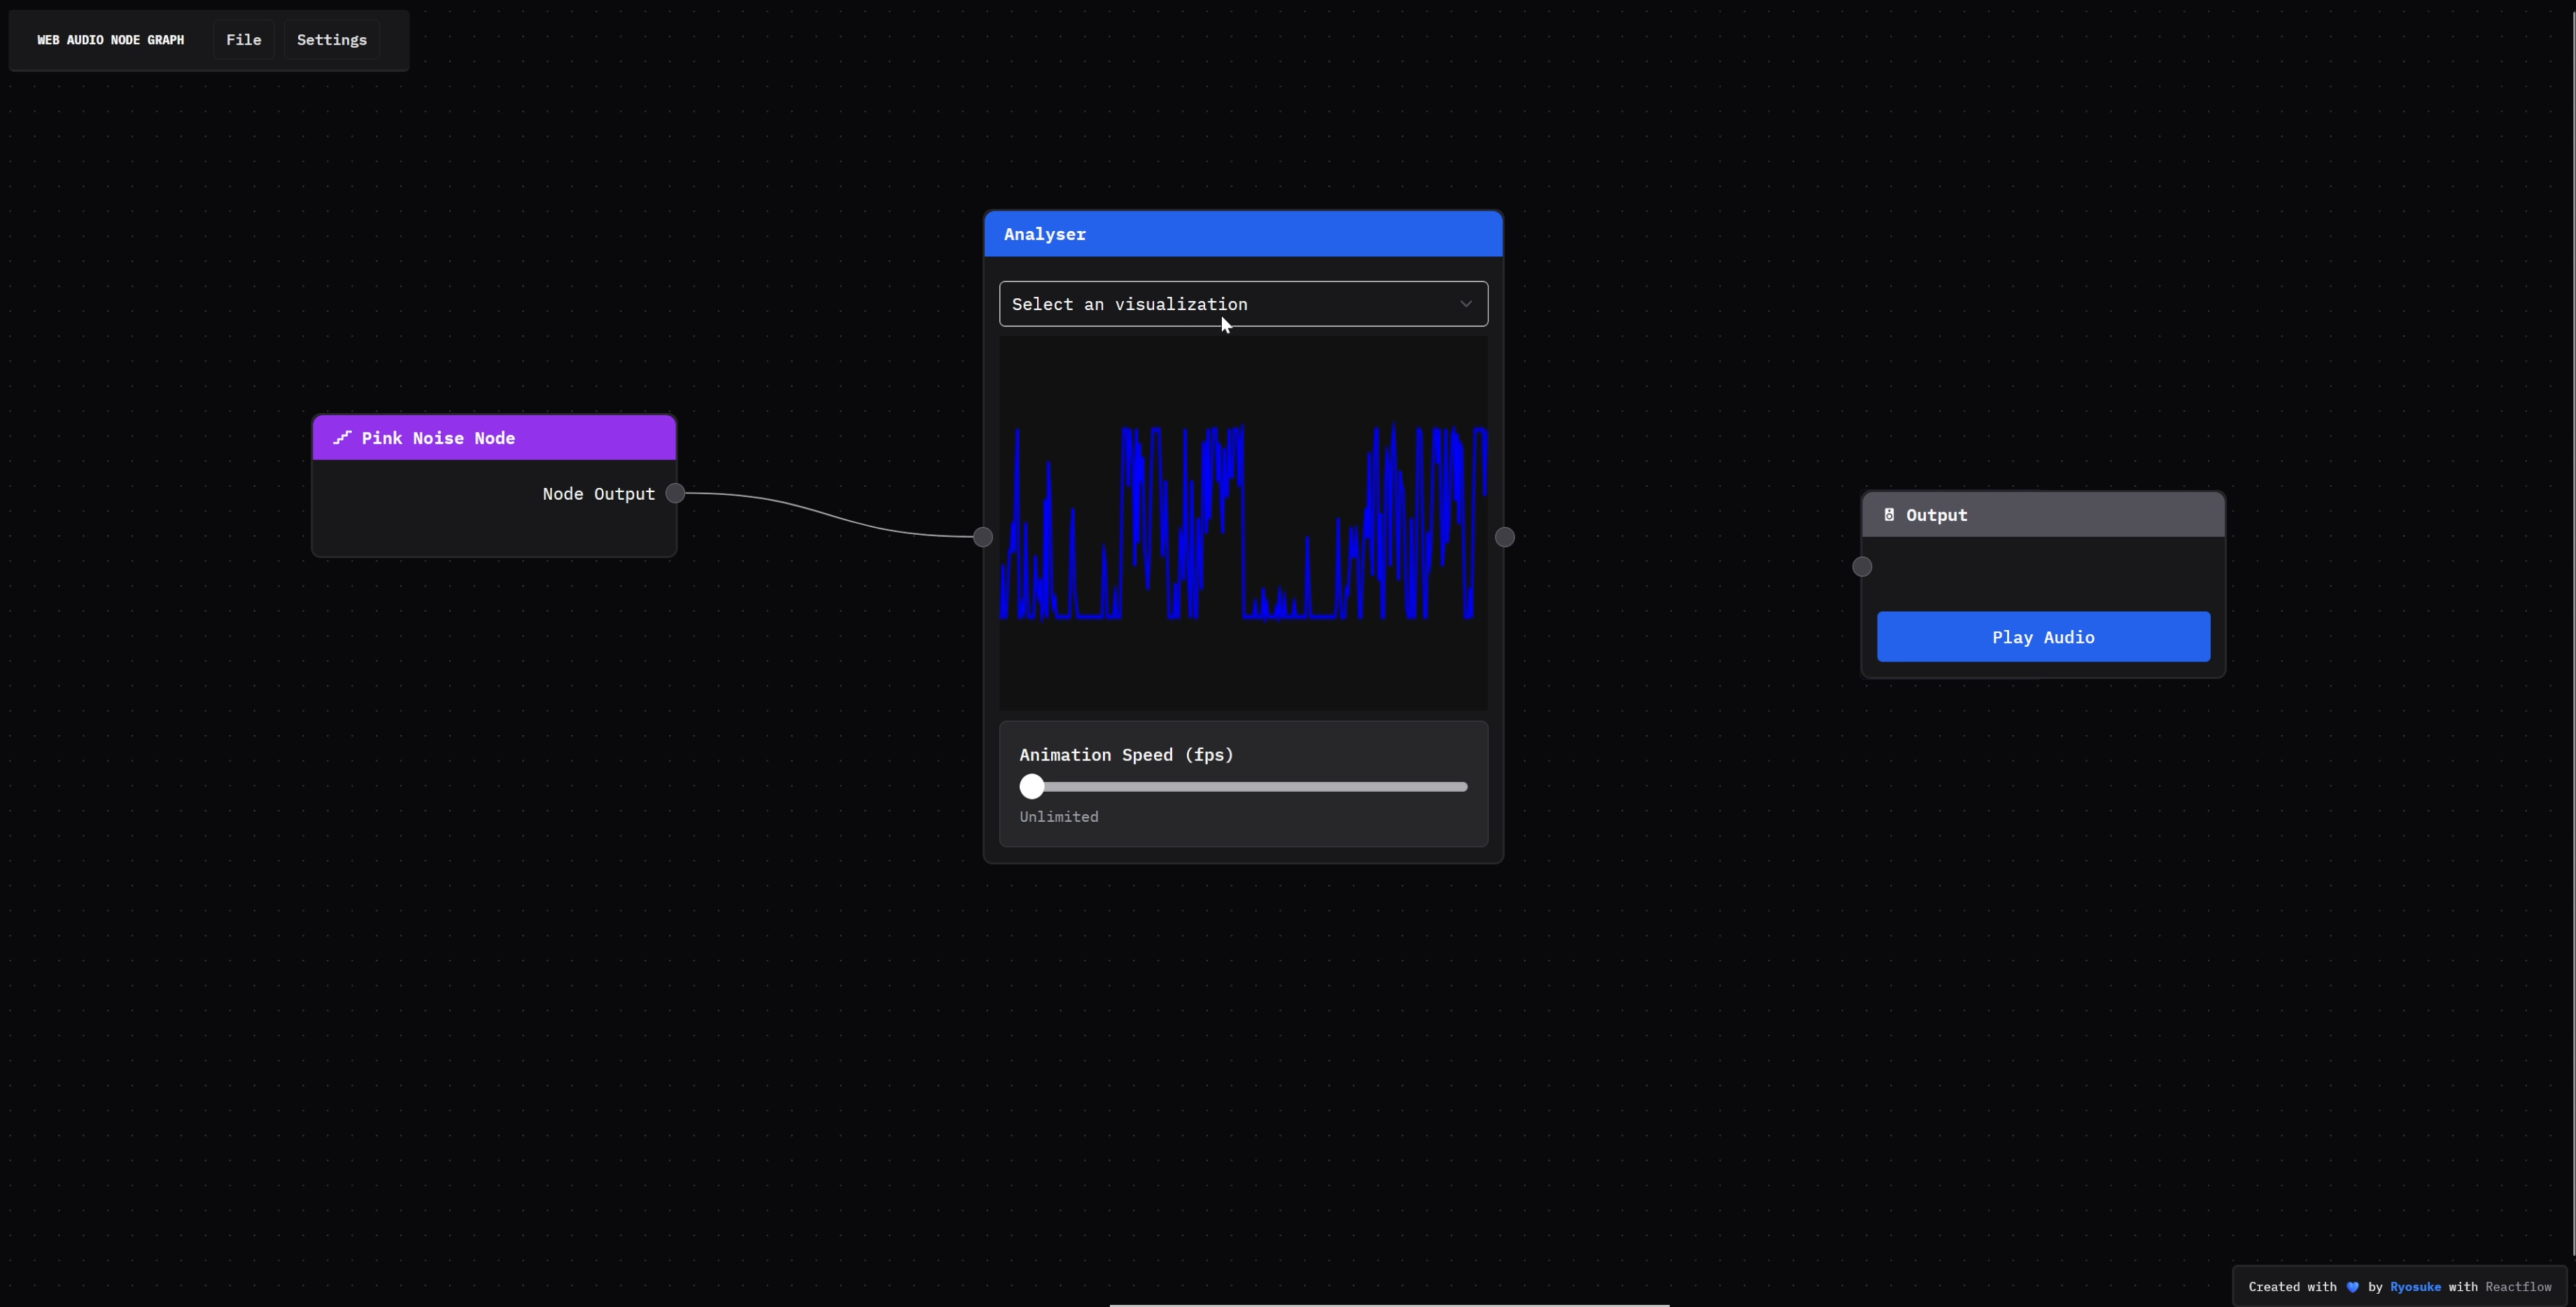 WEB AUDIO NODE GRAPH File Settings
Analyser
Select an visualization
Pink Noise Node
Node Output
Output
Play Audio
Animation Speed (fps)
Unlimited
Created with 💙 by Ryosuke with Reactflow